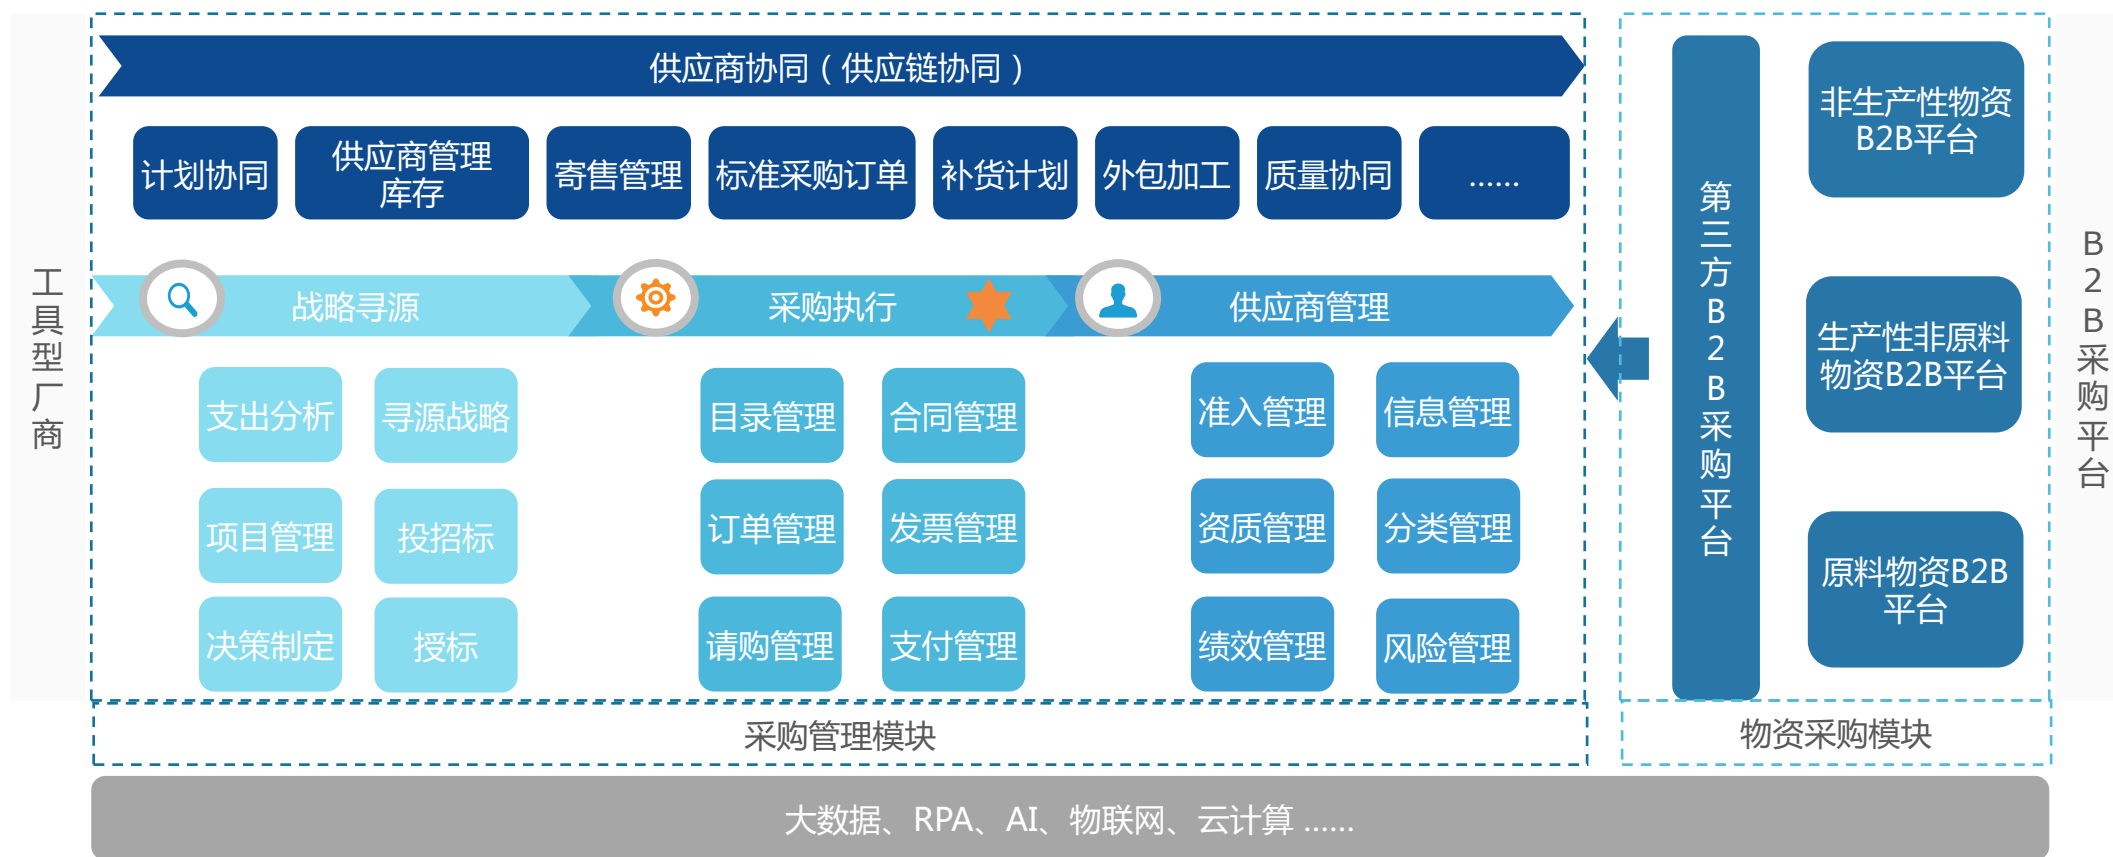 供应商协同（供应链协同）
计划协同
供应商管理
库存
寄售管理
标准采购订单
补货计划
外包加工
质量协同
……
工具型厂商
战略寻源
采购执行
供应商管理
支出分析
寻源战略
项目管理
投招标
决策制定
授标
目录管理
合同管理
订单管理
发票管理
请购管理
支付管理
准入管理
信息管理
资质管理
分类管理
绩效管理
风险管理
采购管理模块
第三方B2B采购平台
非生产性物资
B2B平台
生产性非原料
物资B2B平台
原料物资B2B
平台
B2B采购平台
物资采购模块
大数据、RPA、AI、物联网、云计算 ……